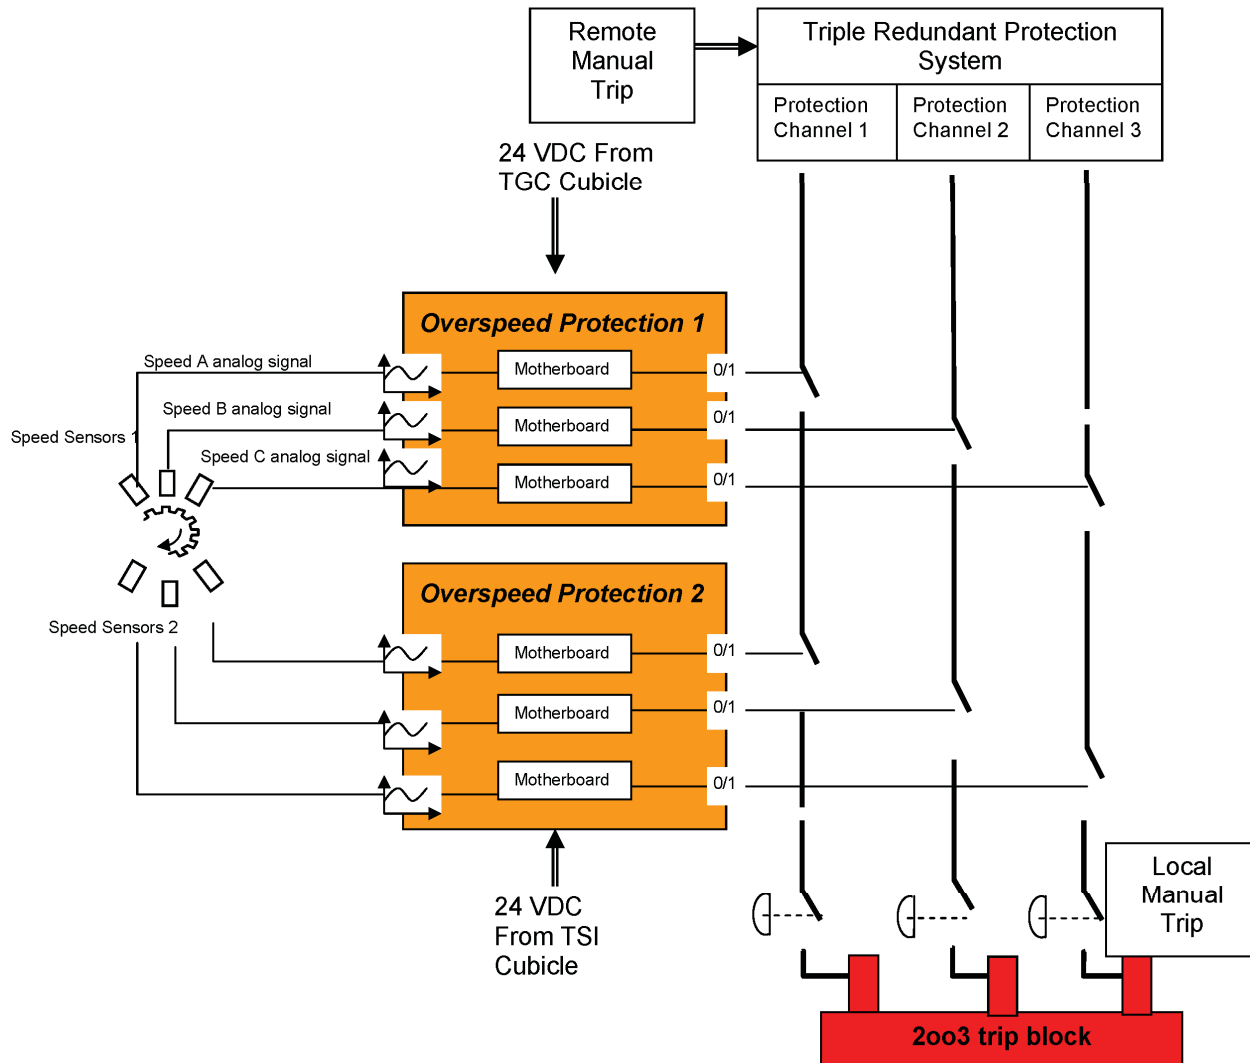 Remote
Manual
Trip
Triple Redundant Protection
System
Protection
Channel 1
Protection
Channel 2
Protection
Channel 3
24 VDC From
TGC Cubicle
Overspeed Protection 1
Speed A analog signal
Motherboard
0/1
Speed B analog signal
Motherboard
0/1
Speed Sensors 1
Speed C analog signal
Motherboard
0/1
Overspeed Protection 2
Speed Sensors 2
Motherboard
0/1
Motherboard
0/1
Motherboard
0/1
24 VDC
From TSI
Cubicle
Local
Manual
Trip
2oo3 trip block